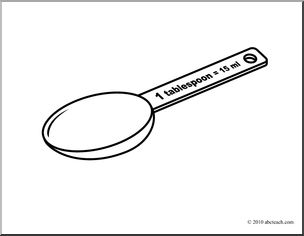 1 tablespoon = 15 ml
© 2010 abcteach.com